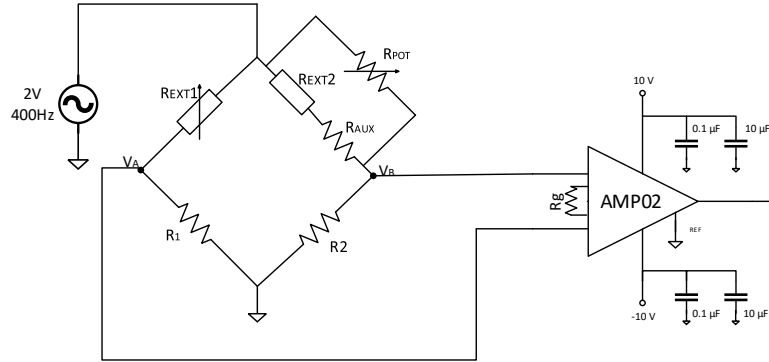 RPOT
2V
400Hz
REXT1
REXT2
10 V
RAUX
0.1 µF
10 µF
VA
VB
Rg
AMP02
R1
R2
REF
-10 V
0.1 µF
10 µF